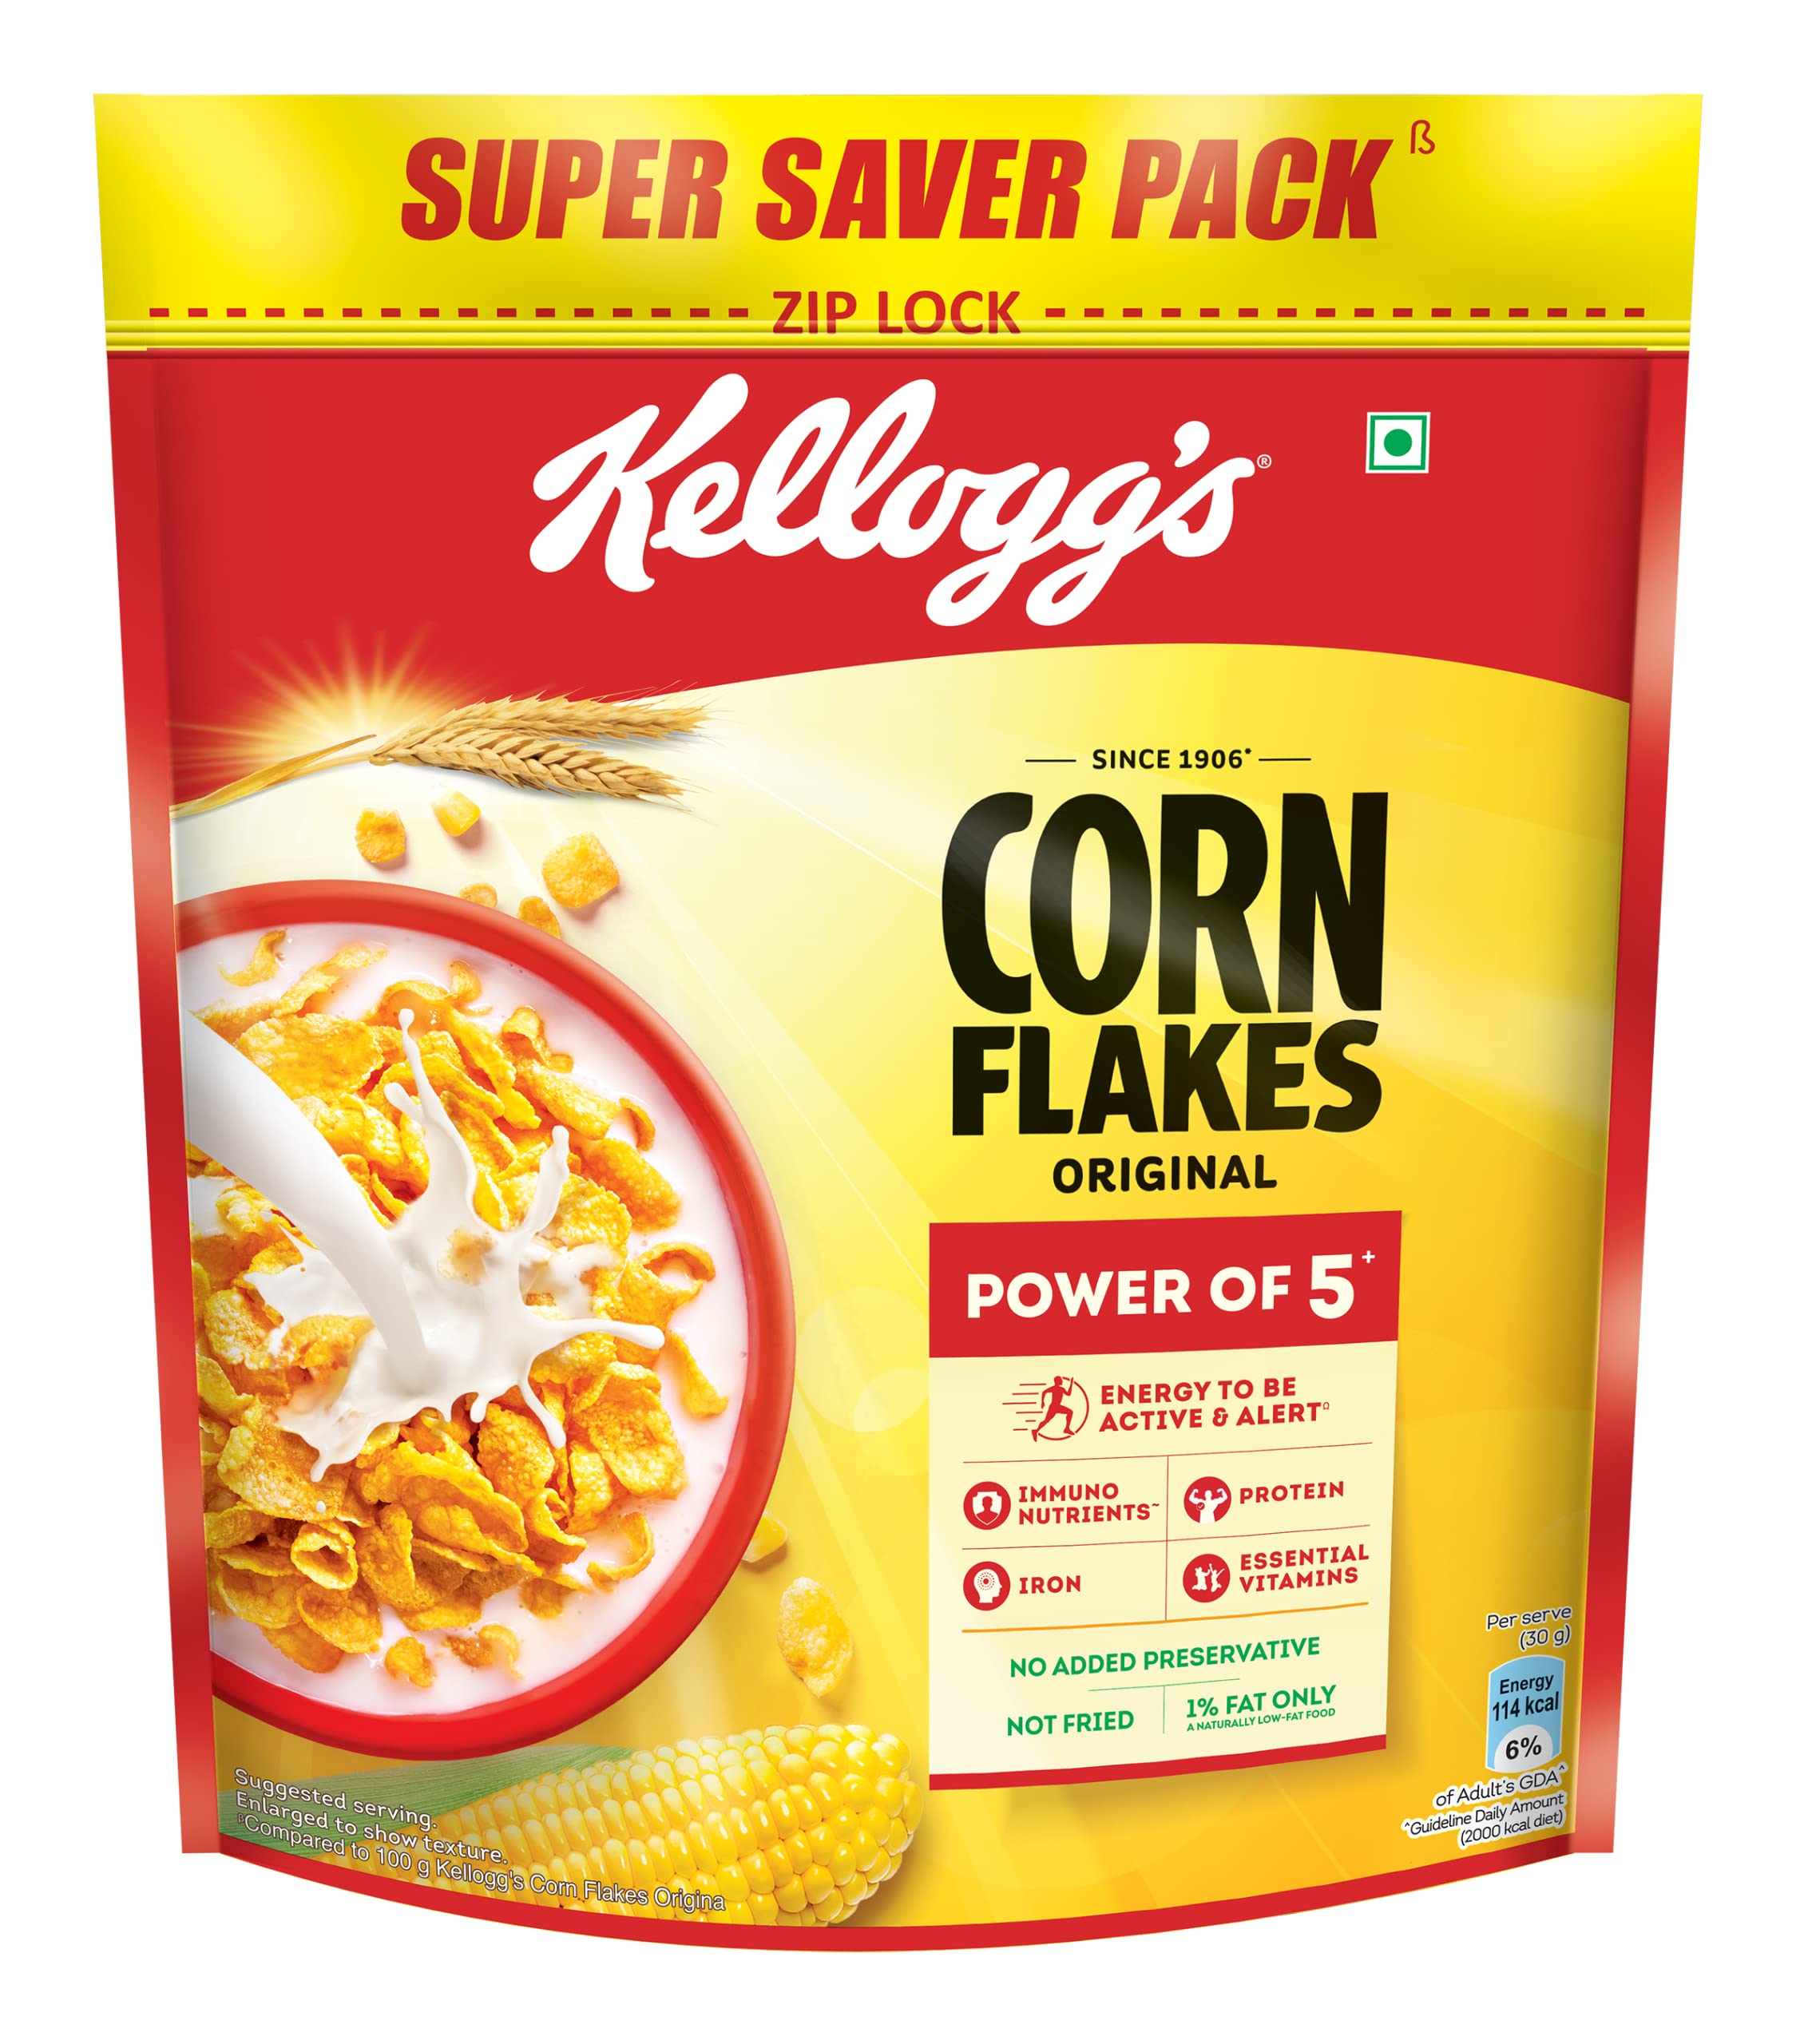 SUPER SAVER PACK ß
ZIP LOCK
Kellogg's®
SINCE 1906*
CORN
FLAKES
ORIGINAL
POWER OF 5+
ENERGY TO BE
ACTIVE & ALERTΩ
IMMUNO
NUTRIENTS~
PROTEIN
IRON
ESSENTIAL
VITAMINS
NO ADDED PRESERVATIVE
NOT FRIED
1% FAT ONLY
A NATURALLY LOW-FAT FOOD
Per serve
(30 g)
Energy
114 kcal
6%
of Adult's GDA^
^Guideline Daily Amount
(2000 kcal diet)
Suggested serving.
Enlarged to show texture.
ßCompared to 100 g Kellogg's Corn Flakes Origina